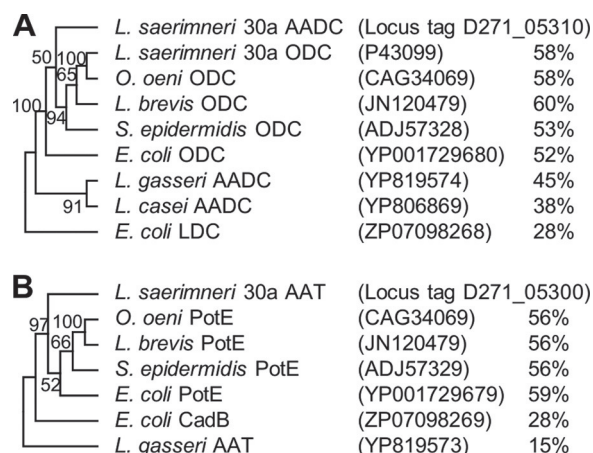 A
L. saerimneri 30a AADC (Locus tag D271_05310)
L. saerimneri 30a ODC (P43099) 58%
O. oeni ODC (CAG34069) 58%
L. brevis ODC (JN120479) 60%
S. epidermidis ODC (ADJ57328) 53%
E. coli ODC (YP001729680) 52%
L. gasseri AADC (YP819574) 45%
L. casei AADC (YP806869) 38%
E. coli LDC (ZP07098268) 28%
50
100
65
100
94
91
B
L. saerimneri 30a AAT (Locus tag D271_05300)
O. oeni PotE (CAG34069) 56%
L. brevis PotE (JN120479) 56%
S. epidermidis PotE (ADJ57329) 56%
E. coli PotE (YP001729679) 59%
E. coli CadB (ZP07098269) 28%
L. gasseri AAT (YP819573) 15%
97
100
66
52